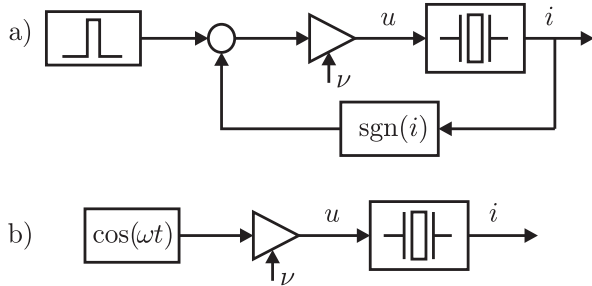 a)
u
i
ν
sgn(i)
b)
cos(ωt)
u
i
ν